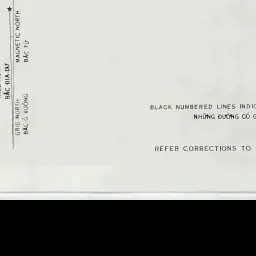 MAGNETIC NORTH
BẮC TỪ
BẮC ĐỊA DƯ
GRID NORTH
BẮC Ô VUÔNG
BLACK NUMBERED LINES
NHỮNG ĐƯỜNG CÓ
REFER CORRECTIONS TO